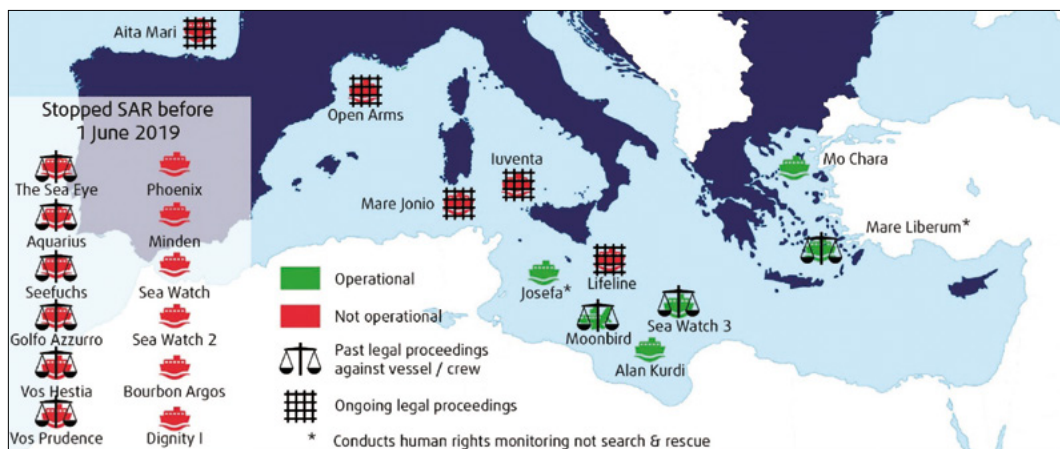 Aita Mari
Open Arms
Stopped SAR before
1 June 2019
The Sea Eye
Phoenix
Aquarius
Minden
Seefuchs
Sea Watch
Golfo Azzurro
Sea Watch 2
Vos Hestia
Bourbon Argos
Vos Prudence
Dignity I
Iuventa
Mare Jonio
Mo Chara
Mare Liberum*
Josefa*
Lifeline
Moonbird
Sea Watch 3
Alan Kurdi
Operational
Not operational
Past legal proceedings
against vessel / crew
Ongoing legal proceedings
* Conducts human rights monitoring not search & rescue